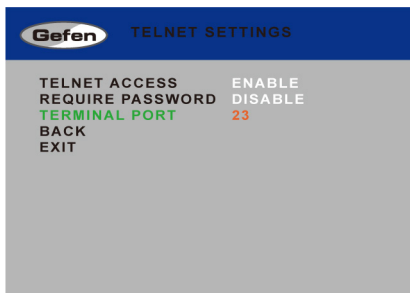 Gefen TELNET SETTINGS
TELNET ACCESS ENABLE
REQUIRE PASSWORD DISABLE
TERMINAL PORT 23
BACK
EXIT